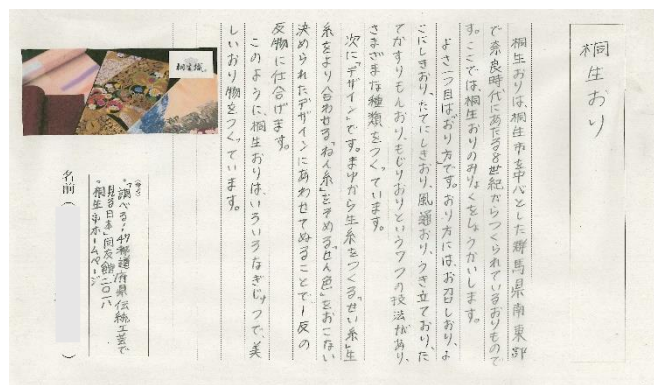 桐生おり
桐生おりは、桐生市を中心とした群馬県南東部
で奈良時代にあたる8世紀からつくられているおりもので
す。ここでは、桐生おりのみりょくをしょうかいします。
よさ一つ目は「おり方」です。おり方には、お召しおり、よ
こにしきおり、たてにしきおり、風通おり、うき立ており、た
てかすりもんおり、もじりおりという7つの技法があり、
さまざまな種類をつくっています。
次に「デザイン」です。まゆから生糸をつくる「せい糸」、生
糸をより合わせる「ねん糸」、をそめる「せん色」をおこない
決められたデザインにあわせてぬることで一反の
反物に仕合げます。
このように、桐生おりはいろいろなぎじゅつで、美
しいおり物をつくっています。
桐生織
「調べる!47都道府県伝統工芸で
見る日本」同友館二〇一八
・桐生市ホームページ
名前(　)